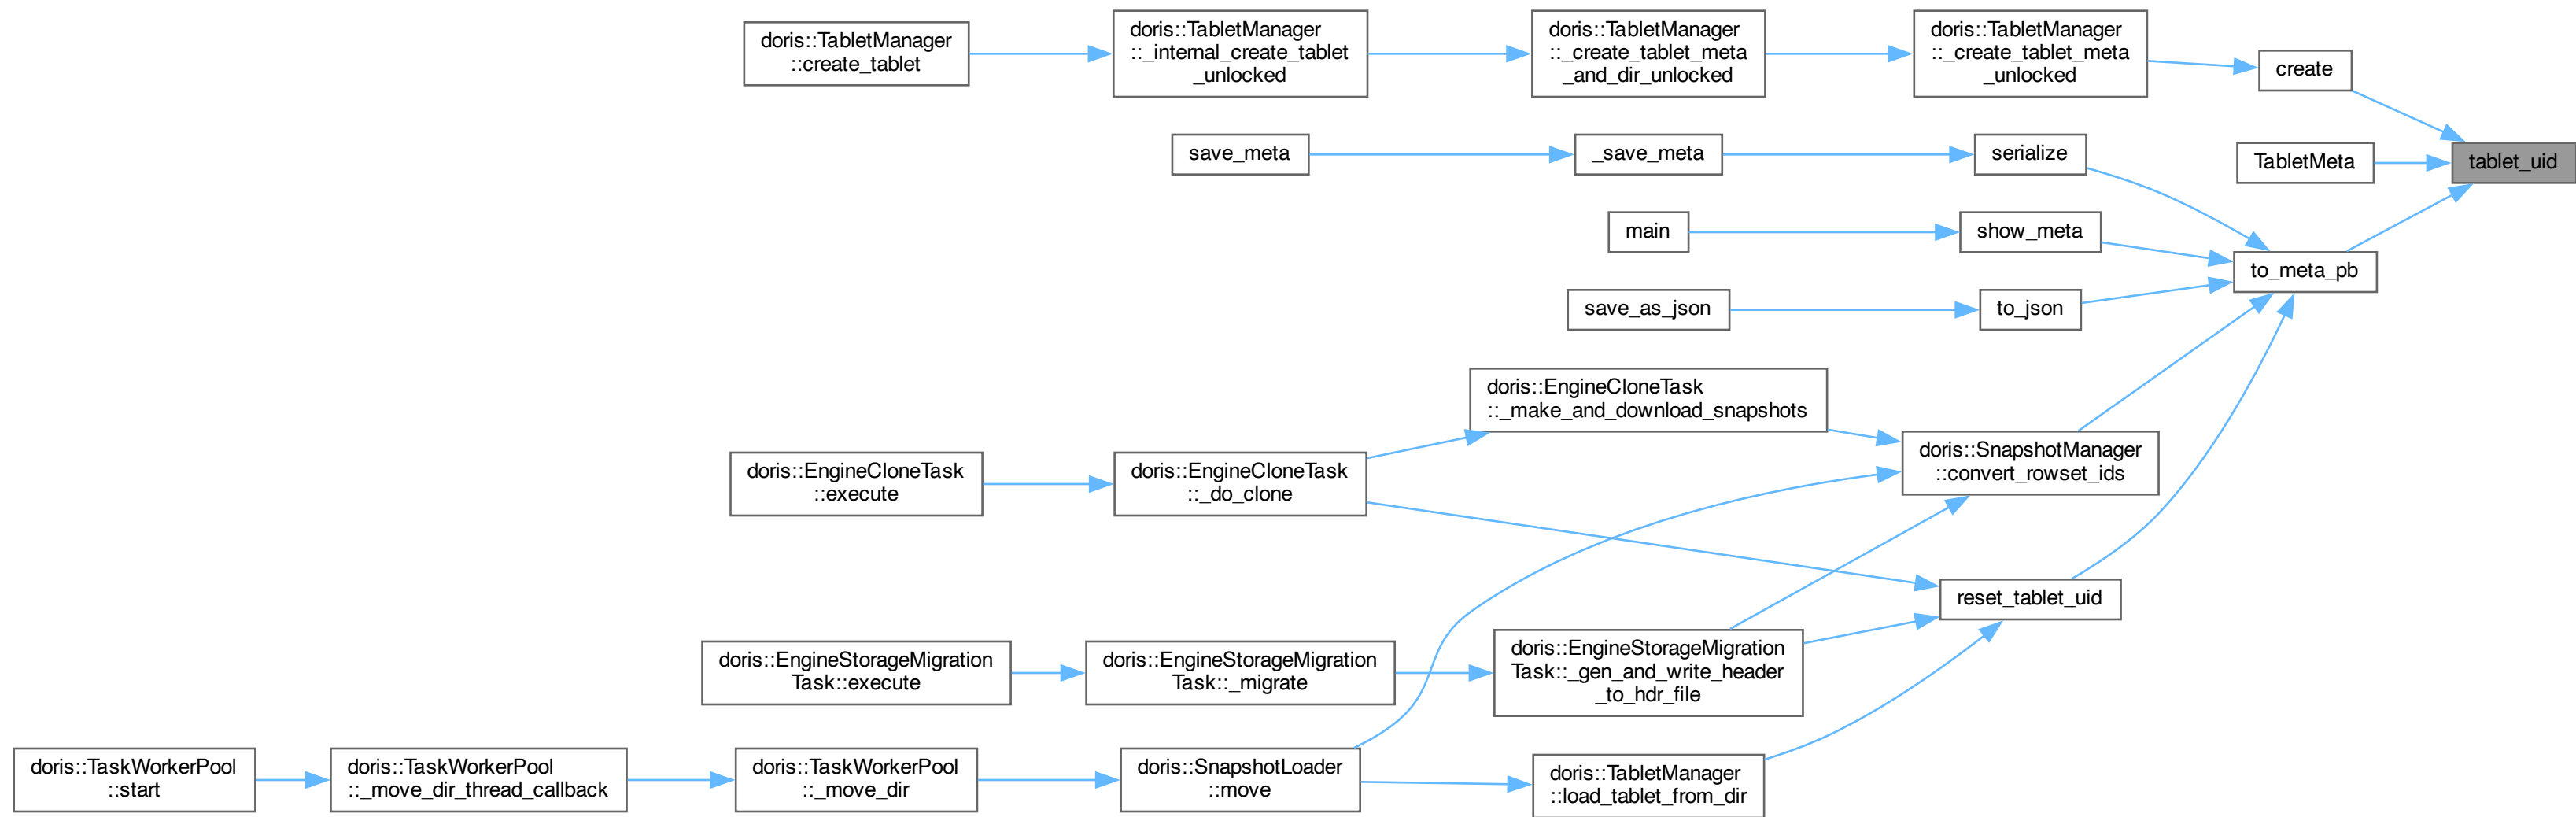 doris::TabletManager
::create_tablet
doris::TabletManager
::_internal_create_tablet
_unlocked
doris::TabletManager
::_create_tablet_meta
_and_dir_unlocked
doris::TabletManager
::_create_tablet_meta
_unlocked
create
save_meta
_save_meta
serialize
TabletMeta
tablet_uid
main
show_meta
to_meta_pb
save_as_json
to_json
doris::EngineCloneTask
::_make_and_download_snapshots
doris::EngineCloneTask
::execute
doris::EngineCloneTask
::_do_clone
doris::SnapshotManager
::convert_rowset_ids
reset_tablet_uid
doris::EngineStorageMigration
Task::execute
doris::EngineStorageMigration
Task::_migrate
doris::EngineStorageMigration
Task::_gen_and_write_header
_to_hdr_file
doris::TaskWorkerPool
::start
doris::TaskWorkerPool
::_move_dir_thread_callback
doris::TaskWorkerPool
::_move_dir
doris::SnapshotLoader
::move
doris::TabletManager
::load_tablet_from_dir